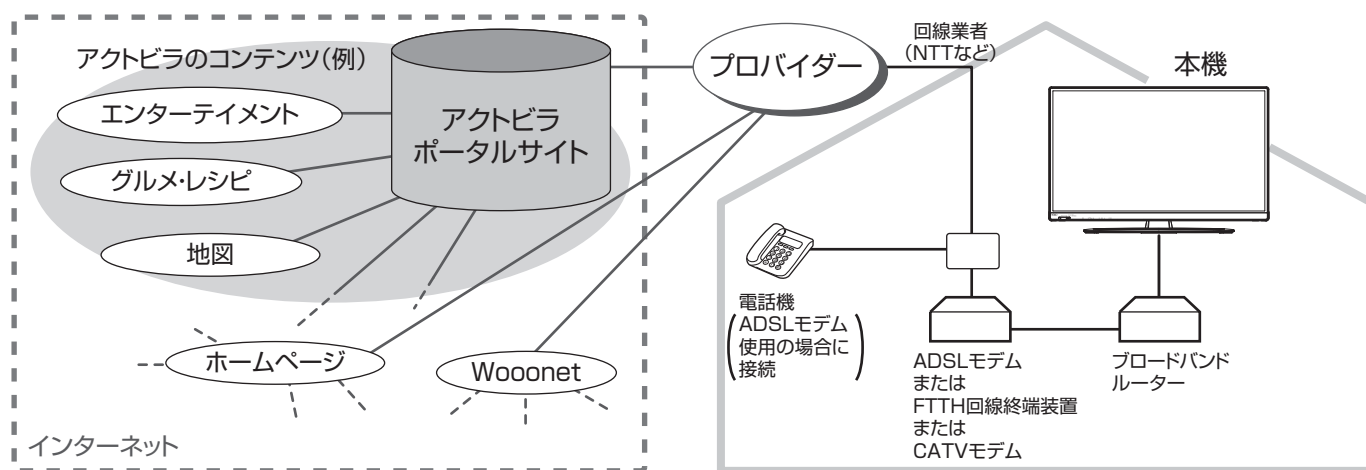 アクトビラのコンテンツ(例)
エンターテイメント
グルメ・レシピ
地図
アクトビラ
ポータルサイト
ホームページ
Wooonet
インターネット
プロバイダー
回線業者
(NTTなど)
本機
電話機
(ADSLモデム
使用の場合に
接続)
ADSLモデム
または
FTTH回線終端装置
または
CATVモデム
ブロードバンド
ルーター